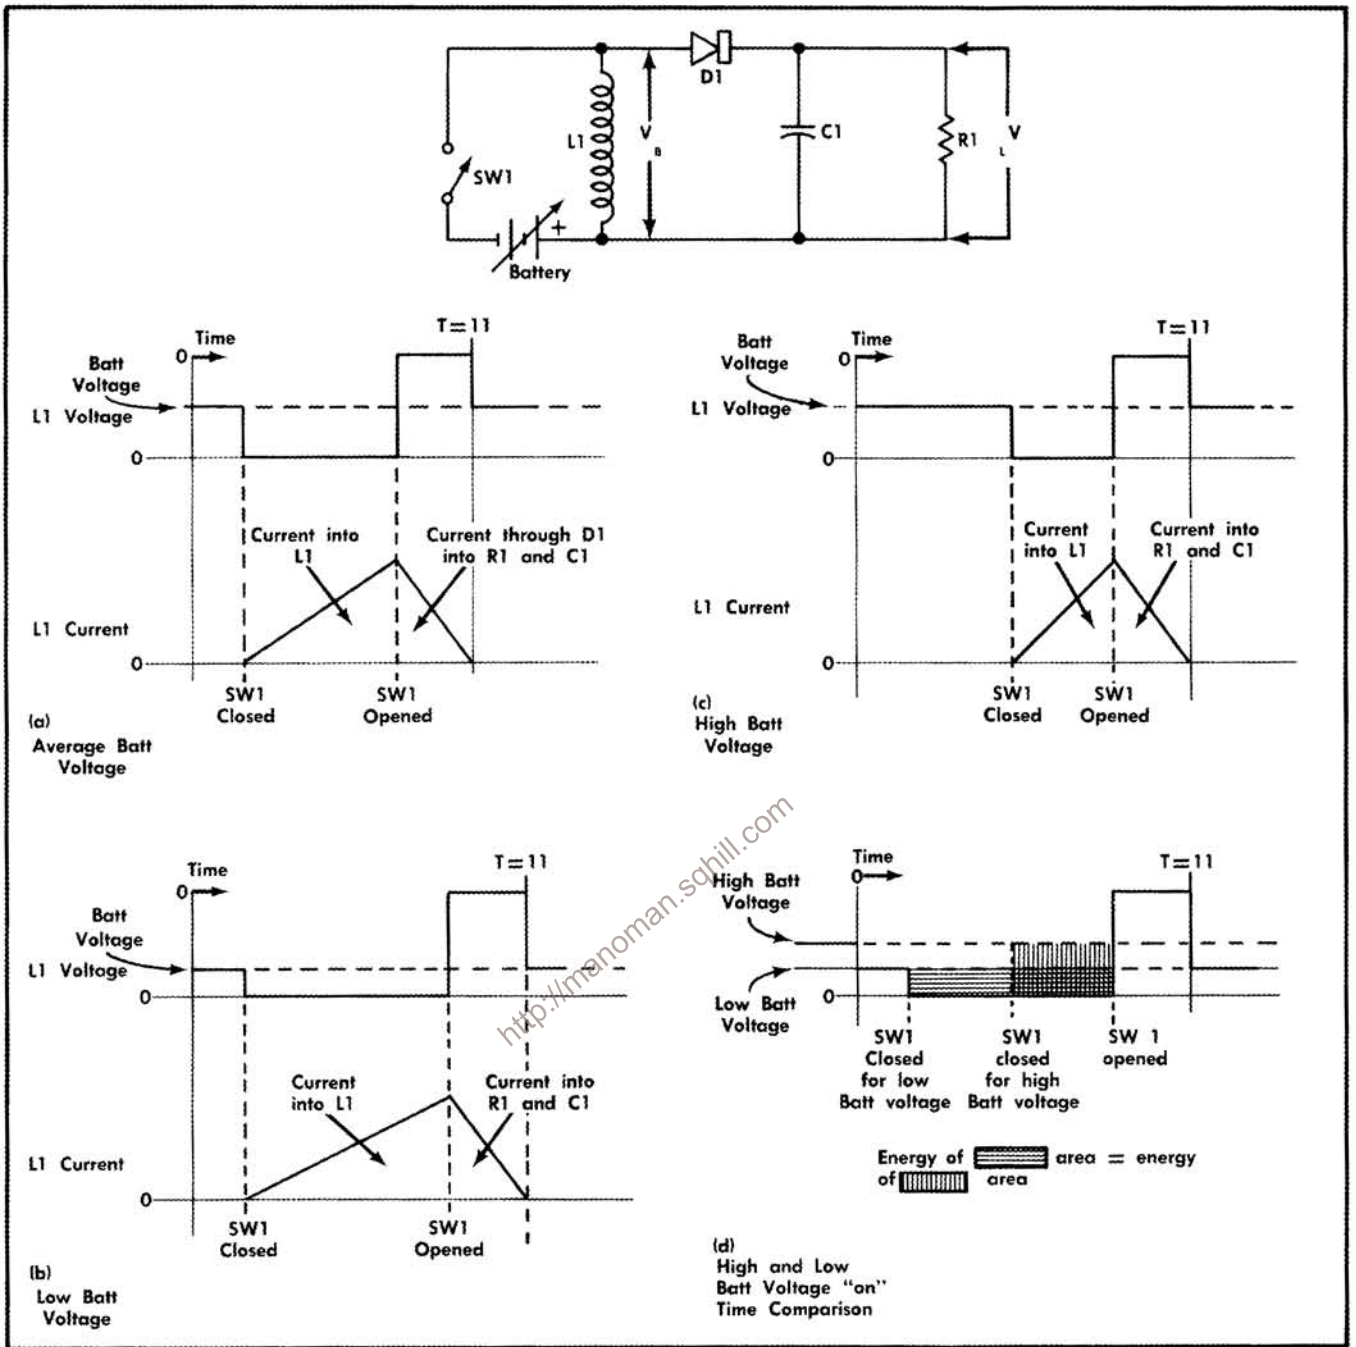 D1
L1
V
B
C1
R1
V
L
SW1
+
Battery
Time
T=11
0
Batt
Voltage
L1 Voltage
0
Current into
L1
Current through D1
into R1 and C1
L1 Current
0
SW1
Closed
SW1
Opened
(a)
Average Batt
Voltage
Time
T=11
Batt
Voltage
0
L1 Voltage
0
Current
into L1
Current into
R1 and C1
L1 Current
0
SW1
Closed
SW1
Opened
(c)
High Batt
Voltage
http://manoman.sqhill.com
Time
T=11
0
Batt
Voltage
L1 Voltage
0
Current
into L1
Current into
R1 and C1
L1 Current
0
SW1
Closed
SW1
Opened
(b)
Low Batt
Voltage
Time
T=11
0
High Batt
Voltage
0
Low Batt
Voltage
SW1
Closed
for low
Batt voltage
SW1
closed
for high
Batt voltage
SW 1
opened
Energy of area = energy
of area
(d)
High and Low
Batt Voltage "on"
Time Comparison